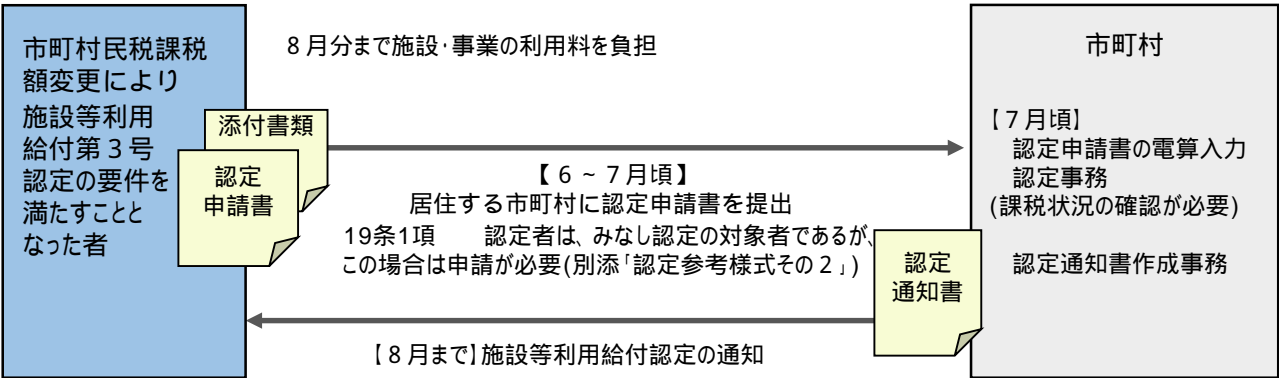 市町村民税課税
額変更により
施設等利用
給付第３号
認定の要件を
満たすこと
なった者
添付書類
認定
申請書
８月分まで施設・事業の利用料を負担
【６～７月頃】
居住する市町村に認定申請書を提出
19条1項　　認定者は、みなし認定の対象者であるが、
この場合は申請が必要(別添「認定参考様式その２」)
認定
通知書
【８月まで】施設等利用給付認定の通知
市町村
【７月頃】
認定申請書の電算入力
認定事務
(課税状況の確認が必要)
認定通知書作成事務